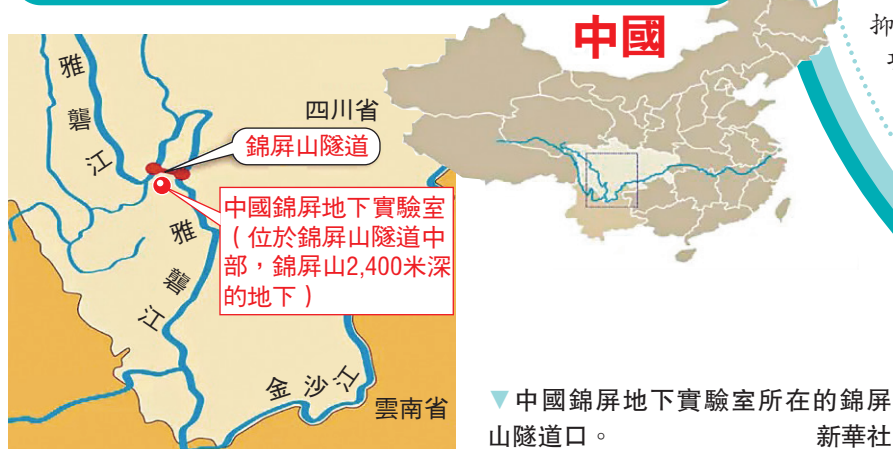 中國
抑
雅
礱
江
四川省
錦屏山隧道
中國錦屏地下實驗室
（位於錦屏山隧道中
部，錦屏山2,400米深
的地下）
雅
礱
江
金沙江
雲南省
▼中國錦屏地下實驗室所在的錦屏
山隧道口。 新華社